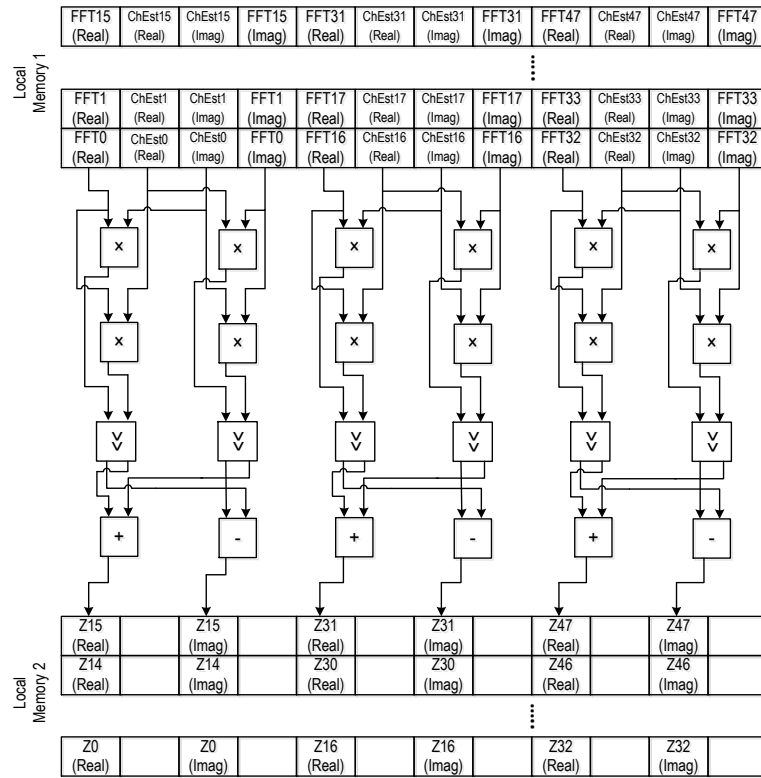 FFT15 ChEst15 ChEst15 FFT15 FFT31 ChEst31 ChEst31 FFT31 FFT47 ChEst47 ChEst47 FFT47
(Real) (Real) (Imag) (Imag) (Real) (Real) (Imag) (Imag) (Real) (Real) (Imag) (Imag)
Local
Memory 1
FFT1 ChEst1 ChEst1 FFT1 FFT17 ChEst17 ChEst17 FFT17 FFT33 ChEst33 ChEst33 FFT33
(Real) (Real) (Imag) (Imag) (Real) (Real) (Imag) (Imag) (Real) (Real) (Imag) (Imag)
FFT0 ChEst0 ChEst0 FFT0 FFT16 ChEst16 ChEst16 FFT16 FFT32 ChEst32 ChEst32 FFT32
(Real) (Real) (Imag) (Imag) (Real) (Real) (Imag) (Imag) (Real) (Real) (Imag) (Imag)
x x x x x x
x x x x x x
>> >> >> >> >> >>
+ - + - + -
Z15 Z15 Z31 Z31 Z47 Z47
(Real) (Imag) (Real) (Imag) (Real) (Imag)
Z14 Z14 Z30 Z30 Z46 Z46
(Real) (Imag) (Real) (Imag) (Real) (Imag)
Local
Memory 2
Z0 Z0 Z16 Z16 Z32 Z32
(Real) (Imag) (Real) (Imag) (Real) (Imag)